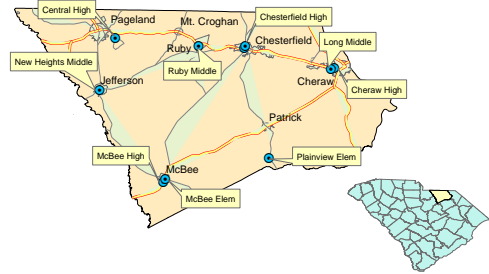 Central High
Pageland
Mt. Croghan
Chesterfield High
Ruby
Chesterfield
Long Middle
New Heights Middle
Ruby Middle
Jefferson
Cheraw
Cheraw High
Patrick
McBee High
Plainview Elem
McBee
McBee Elem